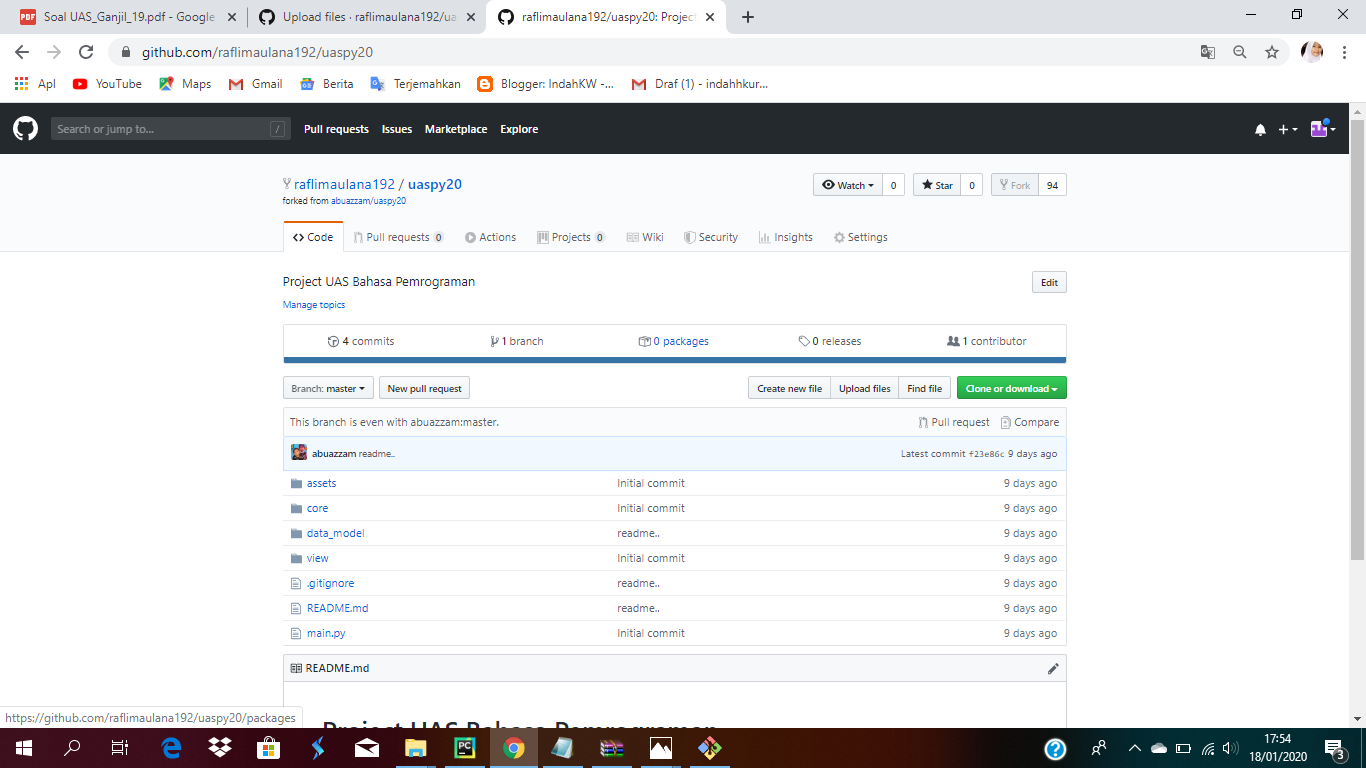 Soal UAS_Ganjil_19.pdf - Google
Upload files · raflimaulana192/ua
raflimaulana192/uaspy20: Projec
github.com/raflimaulana192/uaspy20
Apl YouTube Maps Gmail Berita Terjemahkan Blogger: IndahKW -... Draf (1) - indahhkur...
Search or jump to... / Pull requests Issues Marketplace Explore
raflimaulana192 / uaspy20 Watch 0 Star 0 Fork 94
forked from abuazzam/uaspy20
Code Pull requests 0 Actions Projects 0 Wiki Security Insights Settings
Project UAS Bahasa Pemrograman Edit
Manage topics
4 commits 1 branch 0 packages 0 releases 1 contributor
Branch: master New pull request Create new file Upload files Find file Clone or download
This branch is even with abuazzam:master. Pull request Compare
abuazzam readme.. Latest commit f23e86c 9 days ago
assets Initial commit 9 days ago
core Initial commit 9 days ago
data_model readme.. 9 days ago
view Initial commit 9 days ago
.gitignore readme.. 9 days ago
README.md readme.. 9 days ago
main.py Initial commit 9 days ago
README.md
Project UAS Bahasa Pemrograman
https://github.com/raflimaulana192/uaspy20/packages
PC
17:54
18/01/2020
3